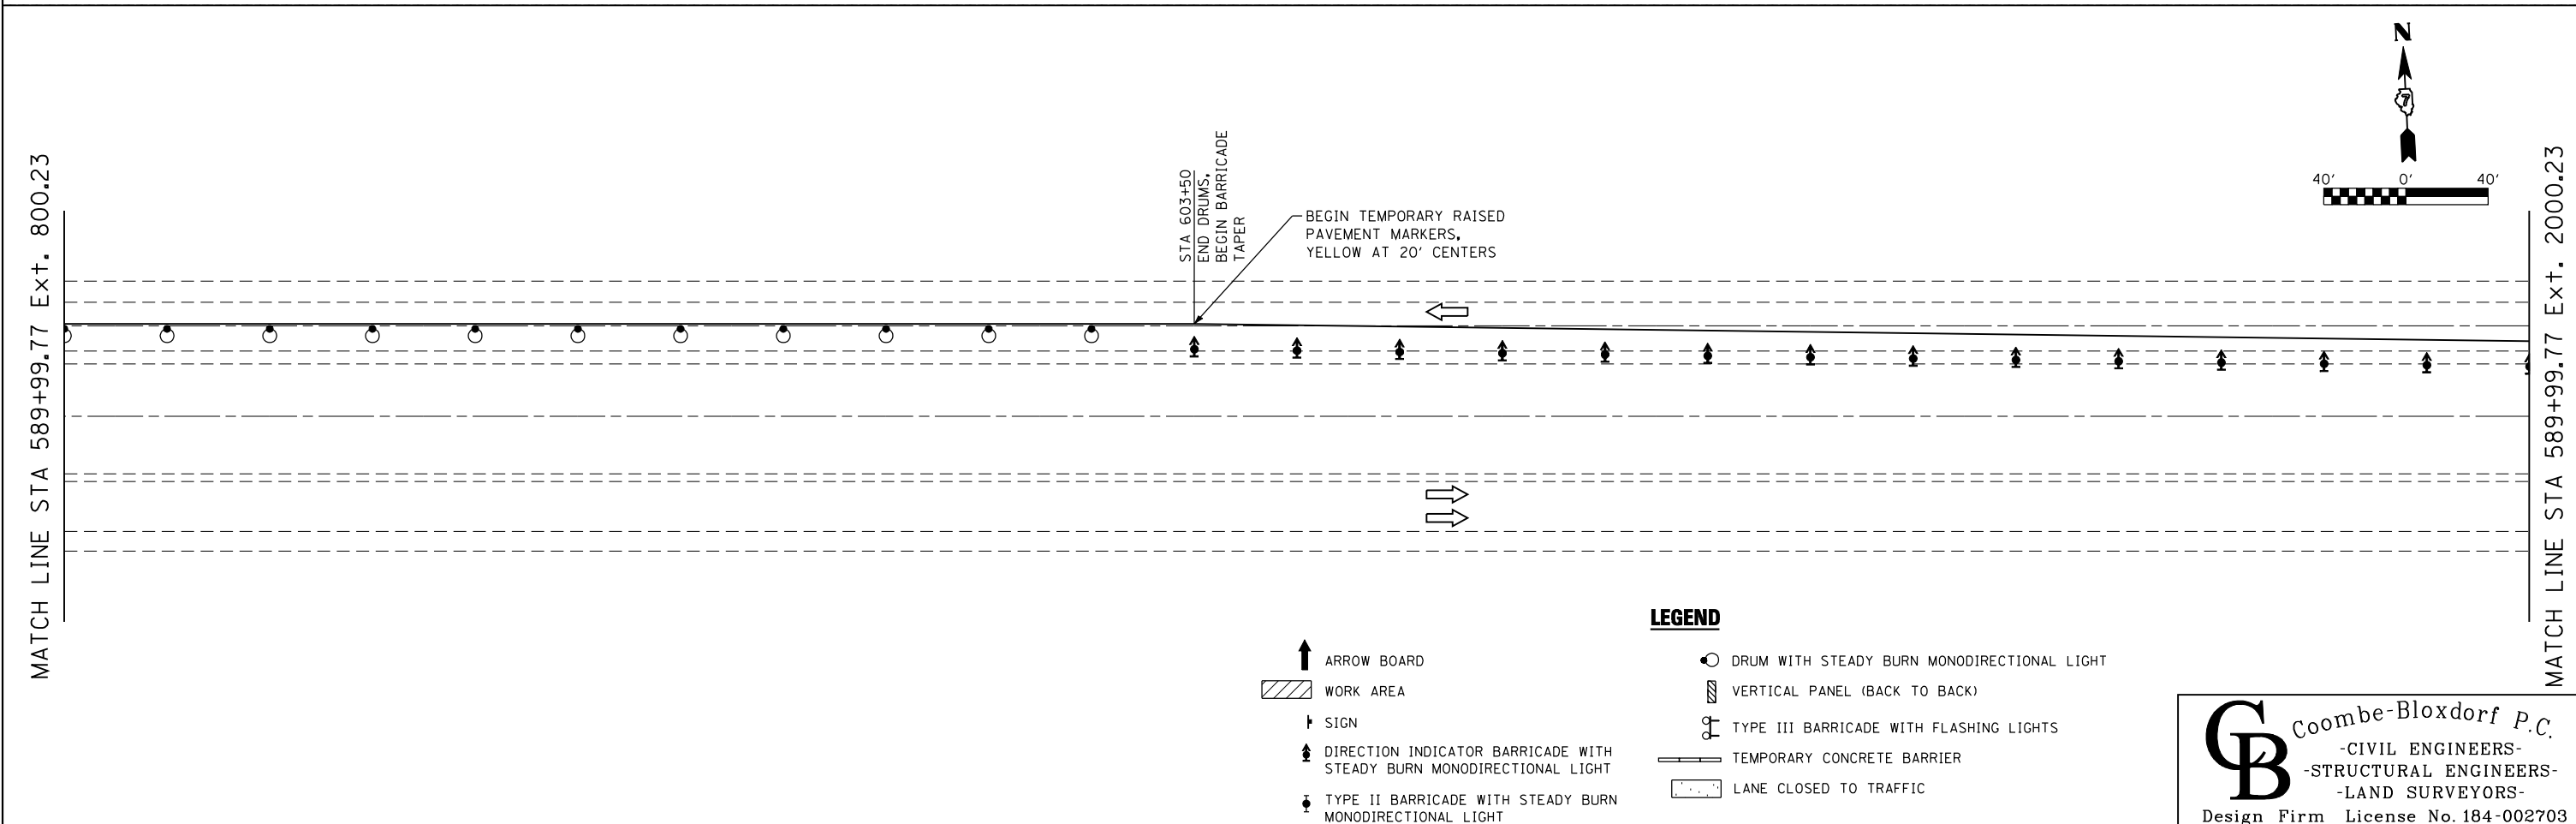 MATCH LINE STA 589+99.77 Ext. 800.23
STA 603+50
END DRUMS,
BEGIN BARRICADE
TAPER
BEGIN TEMPORARY RAISED
PAVEMENT MARKERS,
YELLOW AT 20' CENTERS
N
7
40' 0' 40'
MATCH LINE STA 589+99.77 Ext. 2000.23
LEGEND
ARROW BOARD
WORK AREA
SIGN
DIRECTION INDICATOR BARRICADE WITH
STEADY BURN MONODIRECTIONAL LIGHT
TYPE II BARRICADE WITH STEADY BURN
MONODIRECTIONAL LIGHT
DRUM WITH STEADY BURN MONODIRECTIONAL LIGHT
VERTICAL PANEL (BACK TO BACK)
TYPE III BARRICADE WITH FLASHING LIGHTS
TEMPORARY CONCRETE BARRIER
LANE CLOSED TO TRAFFIC
CB
Coombe-Bloxdorf P.C.
-CIVIL ENGINEERS-
-STRUCTURAL ENGINEERS-
-LAND SURVEYORS-
Design Firm License No. 184-002703